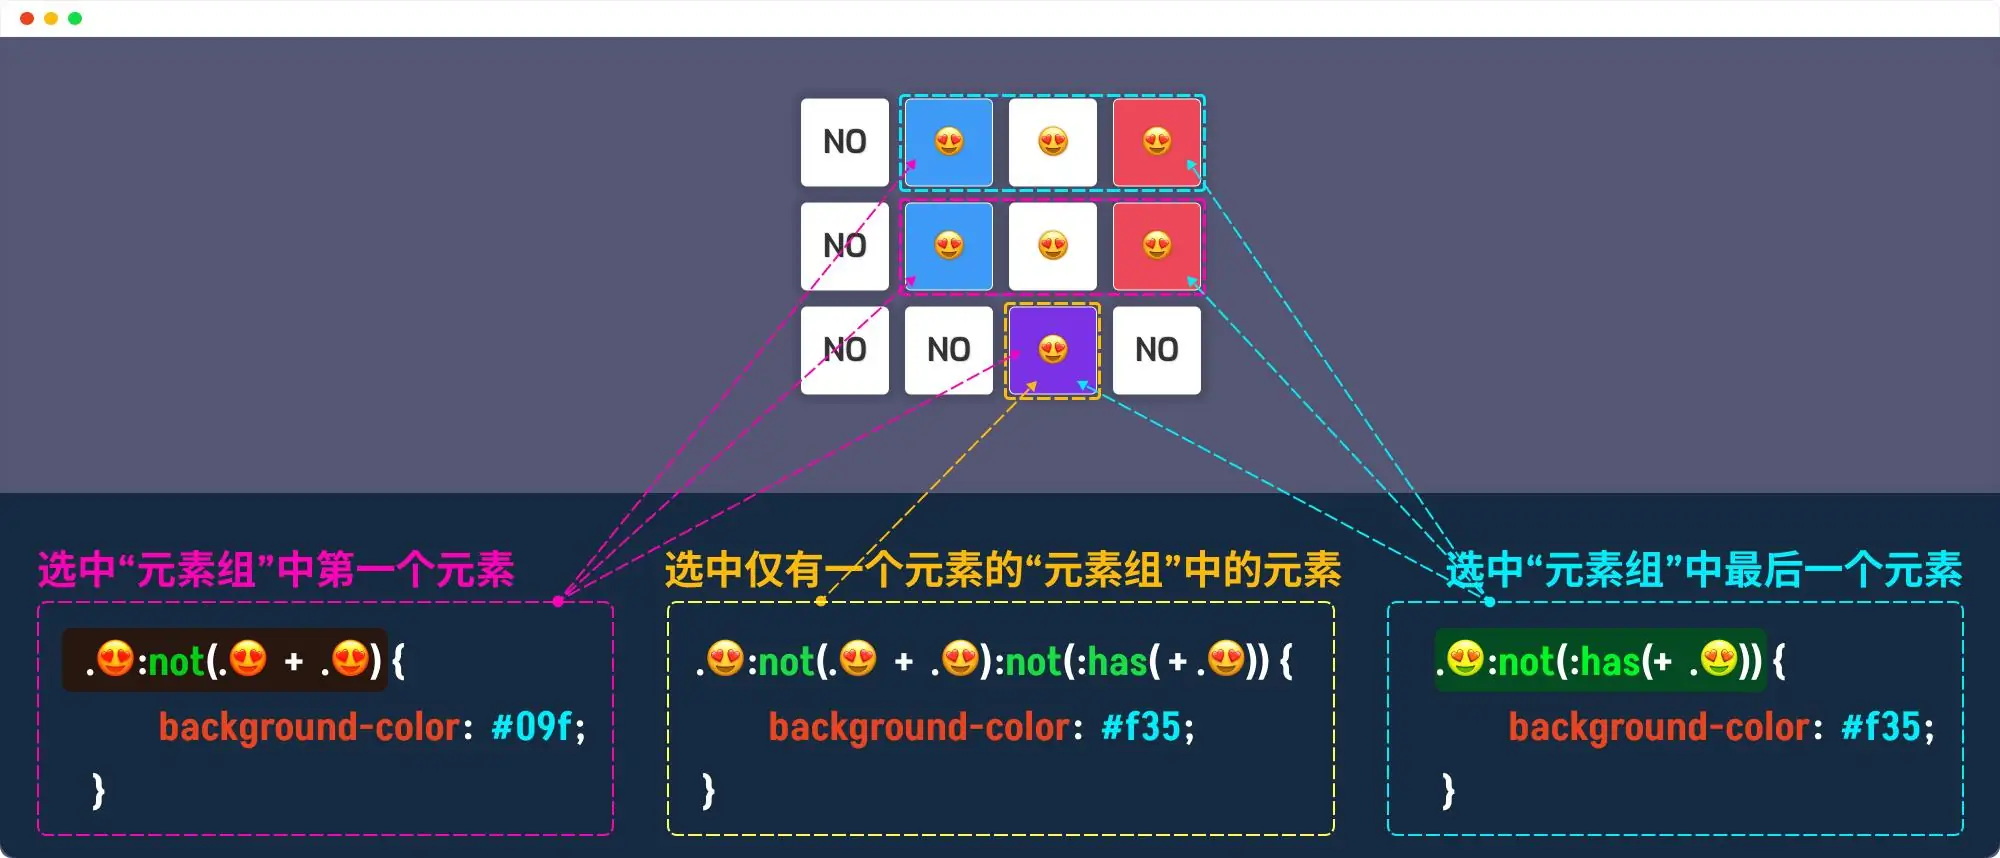 NO 😍 😍 😍
NO 😍 😍 😍
NO NO 😍 NO
选中“元素组”中第一个元素
.😍:not(.😍 + .😍) {
background-color: #09f;
}
选中仅有一个元素的“元素组”中的元素
.😍:not(.😍 + .😍):not(:has( + .😍)) {
background-color: #f35;
}
选中“元素组”中最后一个元素
.😍:not(:has(+ .😍)) {
background-color: #f35;
}